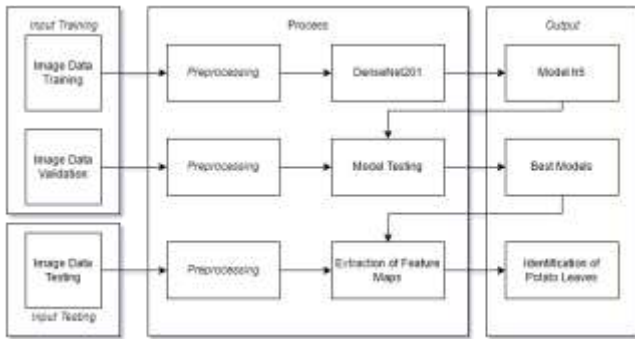 Input Training
Process
Output
Image Data
Training
Preprocessing
DenseNet201
Model h5
Image Data
Validation
Preprocessing
Model Testing
Best Models
Image Data
Testing
Preprocessing
Extraction of Feature
Maps
Identification of
Potato Leaves
Input Testing